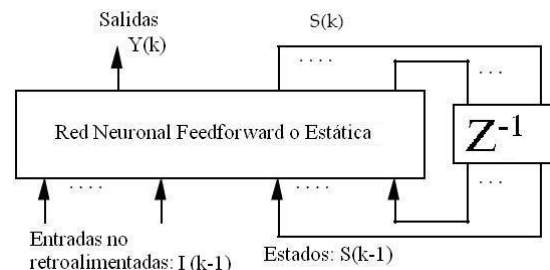 Salidas
Y(k)
S(k)
....
...
Red Neuronal Feedforward o Estática
Z-1
....
....
...
Entradas no
retroalimentadas: I(k-1)
Estados: S(k-1)